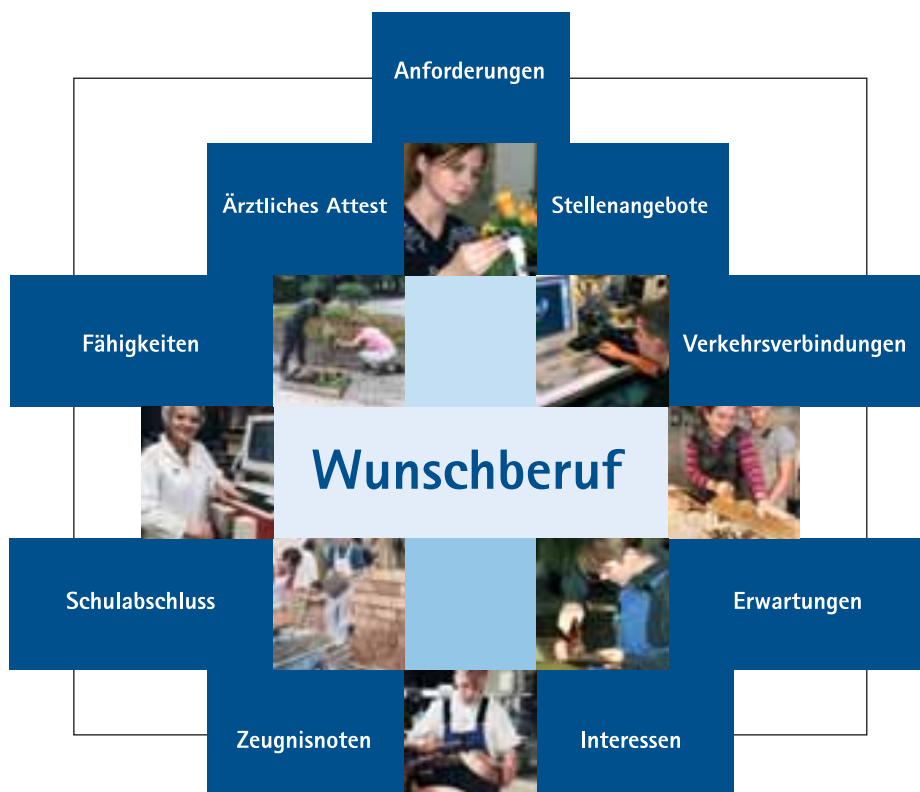 Anforderungen
Ärztliches Attest
Stellenangebote
Fähigkeiten
Verkehrsverbindungen
Wunschberuf
Schulabschluss
Erwartungen
Zeugnisnoten
Interessen